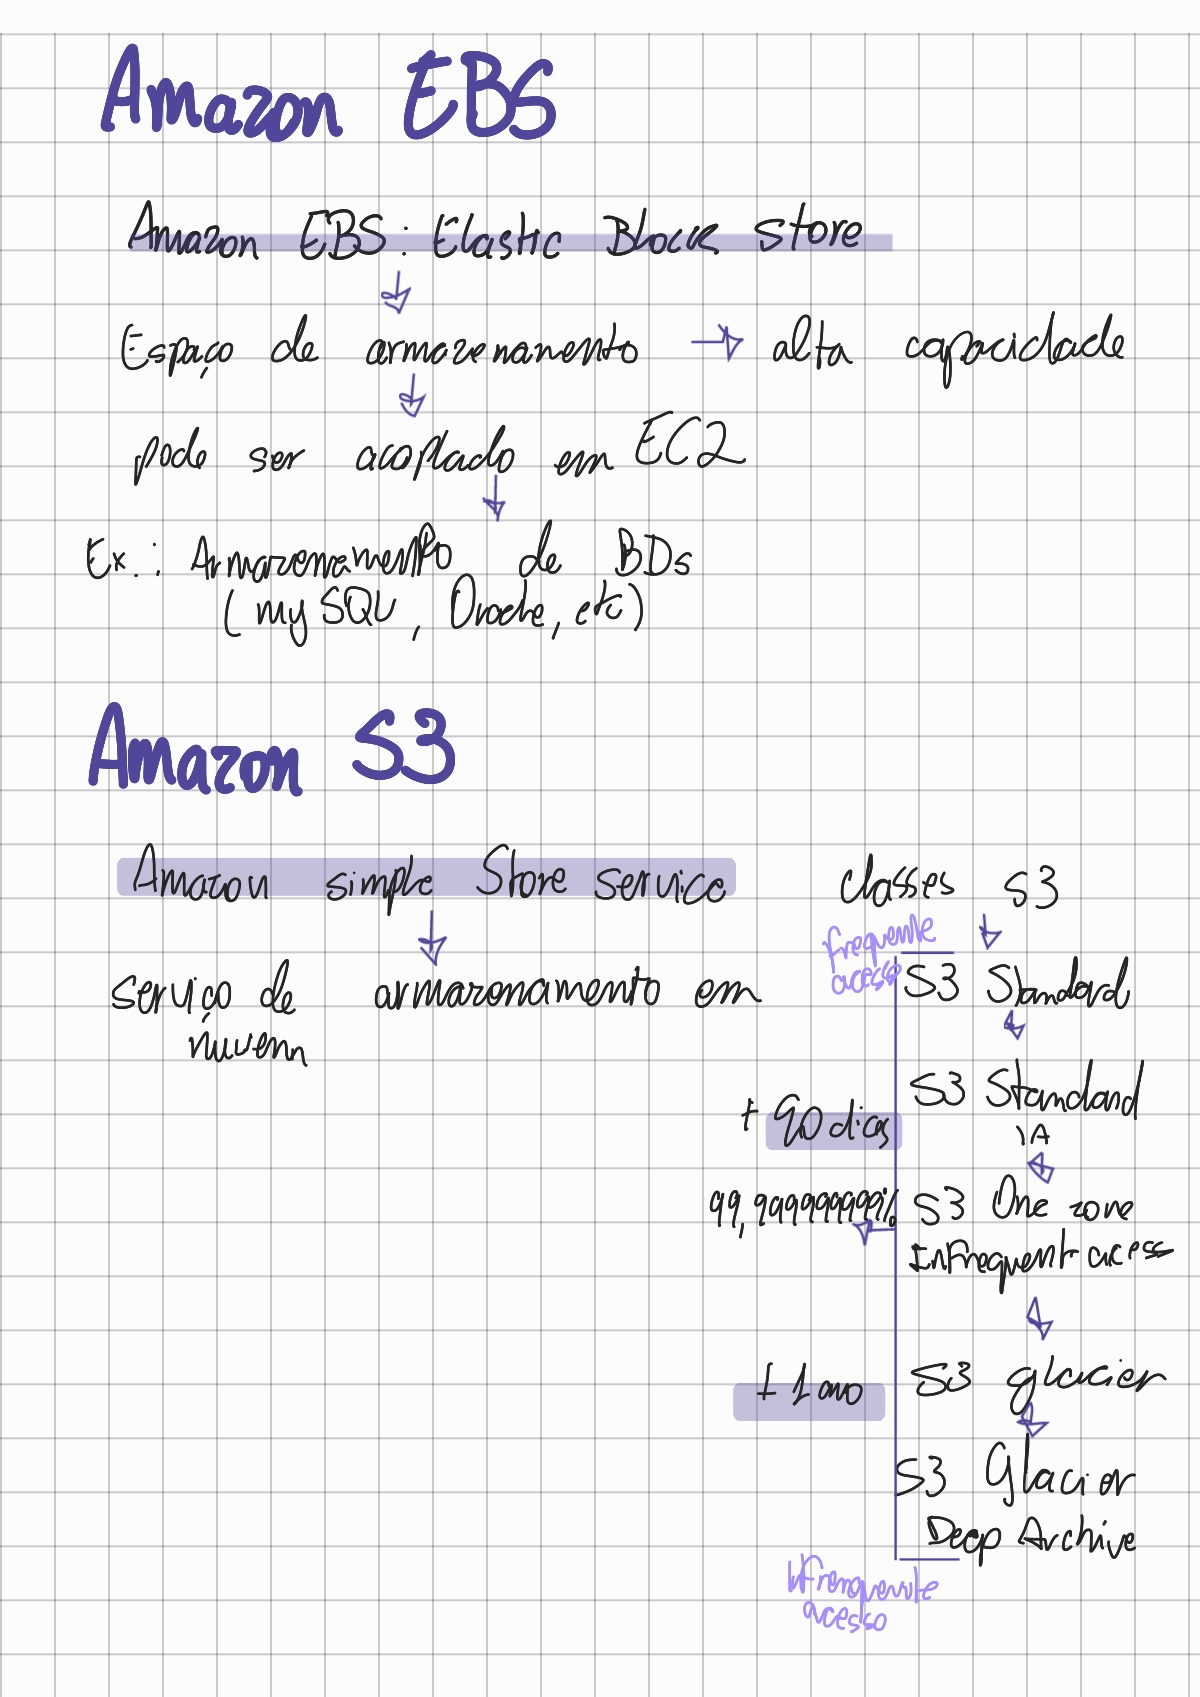 Amazon EBS
Amazon EBS: Elastic Block Store
Espaço de armazenamento → alta capacidade
pode ser acoplado em EC2
Ex.: Armazenamento de BDs
(mySQL, Oracle, etc)
Amazon S3
Amazon simple Store service
serviço de armazenamento em
nuvem
classes S3
frequente
acesso
S3 Standard
S3 Standard
IA
+ 90 dias
99,999999999%
S3 One zone
Infrequent acess
+ 1 ano
S3 glacier
S3 Glacier
Deep Archive
Infrenquente
acesso